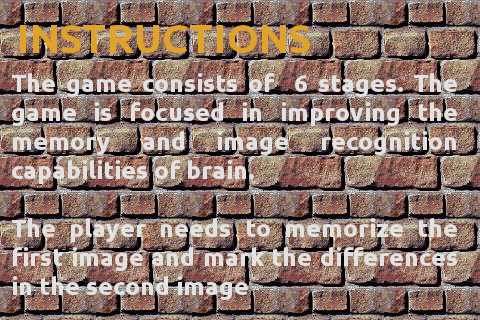 INSTRUCTIONS
The game consists of 6 stages. The
game is focused in improving the
memory and image recognition
capabilities of brain.
The player needs to memorize the
first image and mark the differences
in the second image